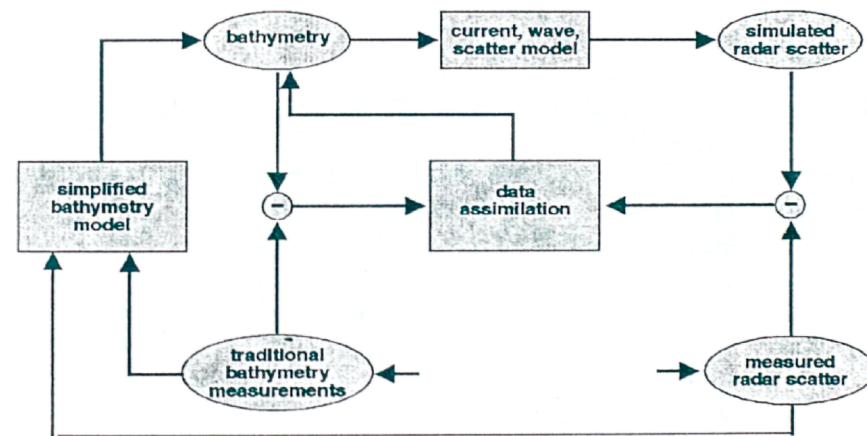 bathymetry
current, wave,
scatter model
simulated
radar scatter
simplified
bathymetry
model
−
data
assimilation
−
traditional
bathymetry
measurements
measured
radar scatter